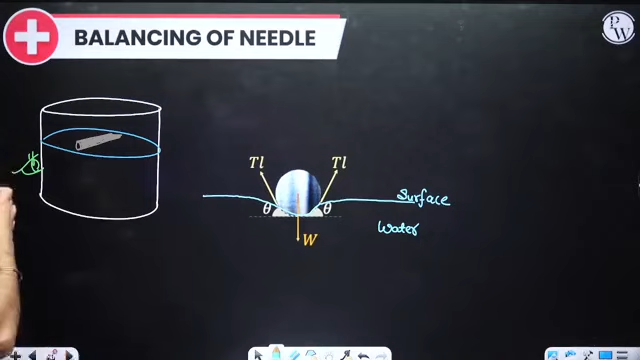 BALANCING OF NEEDLE
P
W
Tl
Tl
Surface
θ
θ
W
Water